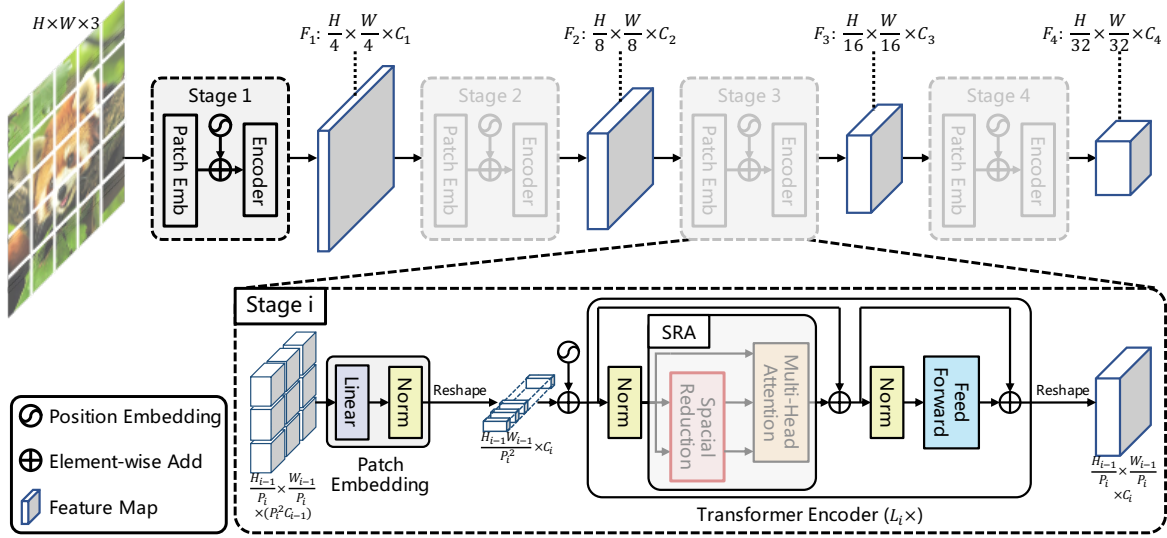 H×W×3
F₁: H/4 × W/4 ×C₁
F₂: H/8 × W/8 ×C₂
F₃: H/16 × W/16 ×C₃
F₄: H/32 × W/32 ×C₄
Stage 1
Patch Emb
Encoder
Stage 2
Patch Emb
Encoder
Stage 3
Patch Emb
Encoder
Stage 4
Patch Emb
Encoder
Stage i
Linear
Norm
Patch
Embedding
Hᵢ₋₁/Pᵢ × Wᵢ₋₁/Pᵢ
×(Pᵢ²Cᵢ₋₁)
Reshape
Hᵢ₋₁Wᵢ₋₁/Pᵢ² ×Cᵢ
Norm
SRA
Spacial
Reduction
Multi-Head
Attention
Norm
Feed
Forward
Transformer Encoder (Lᵢ×)
Reshape
Hᵢ₋₁/Pᵢ × Wᵢ₋₁/Pᵢ
×Cᵢ
Position Embedding
Element-wise Add
Feature Map